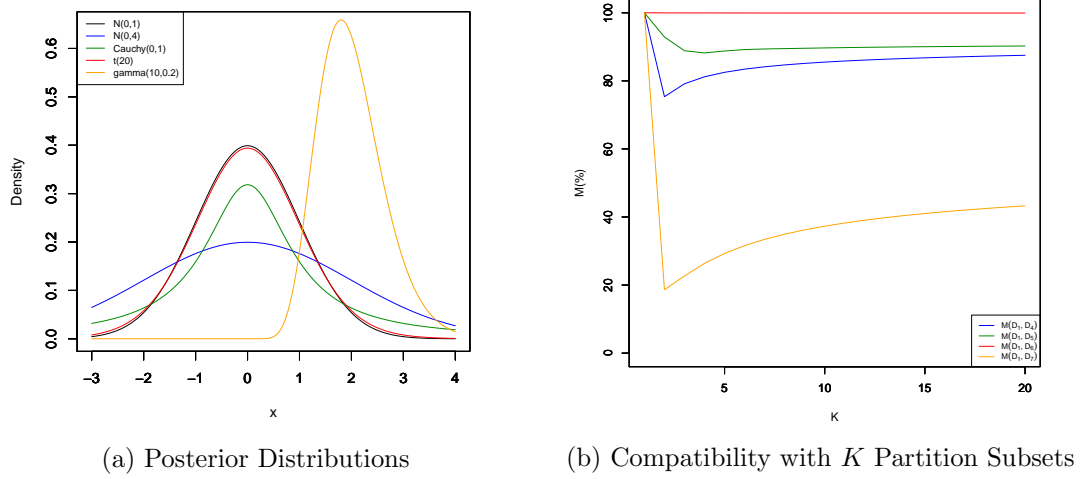 N(0,1)
N(0,4)
Cauchy(0,1)
t(20)
gamma(10,0.2)
Density
0.0
0.1
0.2
0.3
0.4
0.5
0.6
−3
−2
−1
0
1
2
3
4
x
(a) Posterior Distributions
M(%)
0
20
40
60
80
100
5
10
15
20
K
M(D₁, D₄)
M(D₁, D₅)
M(D₁, D₆)
M(D₁, D₇)
(b) Compatibility with K Partition Subsets